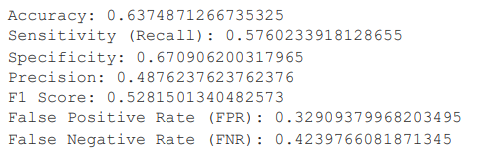 Accuracy: 0.6374871266735325
Sensitivity (Recall): 0.5760233918128655
Specificity: 0.670906200317965
Precision: 0.4876237623762376
F1 Score: 0.5281501340482573
False Positive Rate (FPR): 0.32909379968203495
False Negative Rate (FNR): 0.4239766081871345